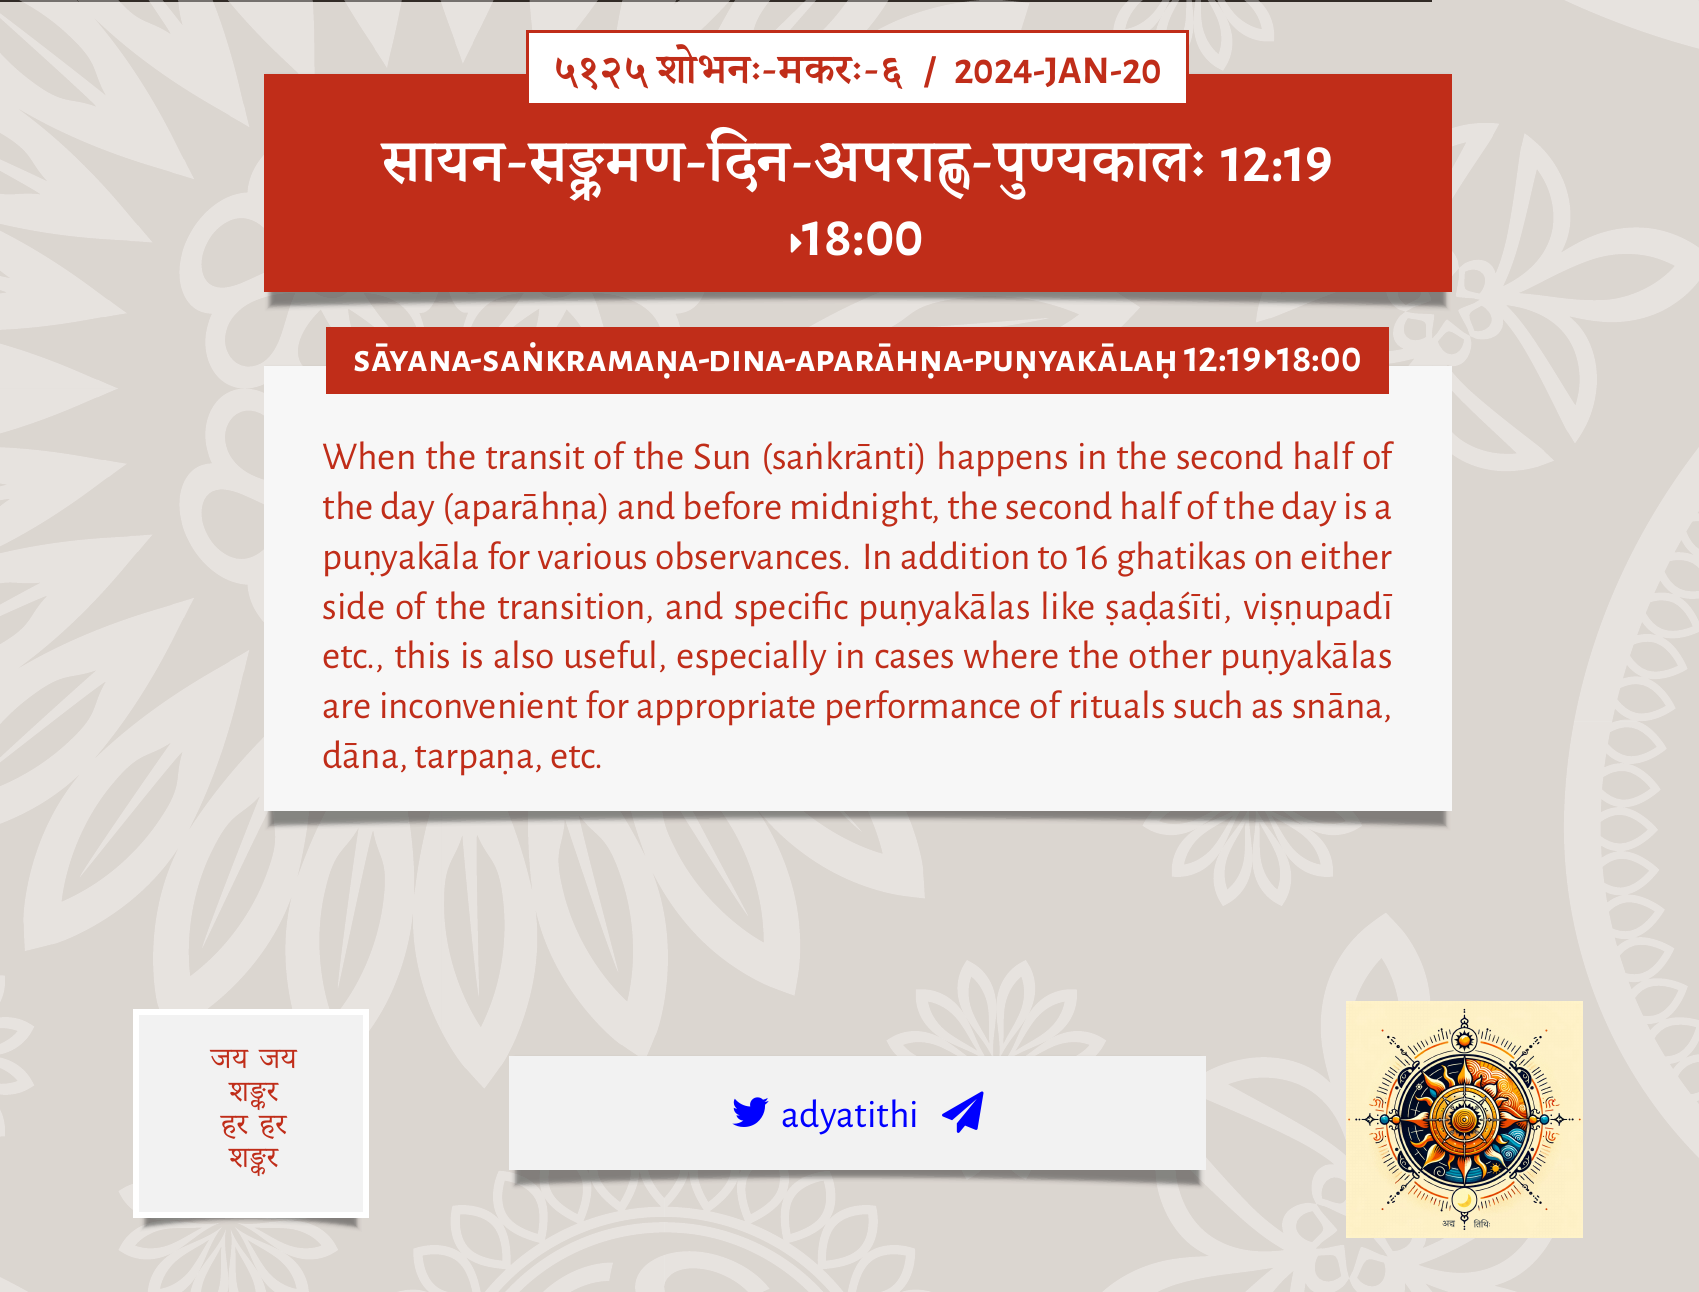 ५१२५ शोभनः-मकरः-६ / 2024-JAN-20
सायन-सङ्क्रमण-दिन-अपराह्ण-पुण्यकालः 12:19
18:00
SĀYANA-SAṄKRAMAṆA-DINA-APARĀHṆA-PUṆYAKĀLAḤ 12:19▸18:00
When the transit of the Sun (saṅkrānti) happens in the second half of
the day (aparāhṇa) and before midnight, the second half of the day is a
puṇyakāla for various observances. In addition to 16 ghatikas on either
side of the transition, and specific puṇyakālas like ṣaḍaśīti, viṣṇupadī
etc., this is also useful, especially in cases where the other puṇyakālas
are inconvenient for appropriate performance of rituals such as snāna,
dāna, tarpaṇa, etc.
जय जय
शङ्कर
हर हर
शङ्कर
adyatithi
अद्य तिथिः